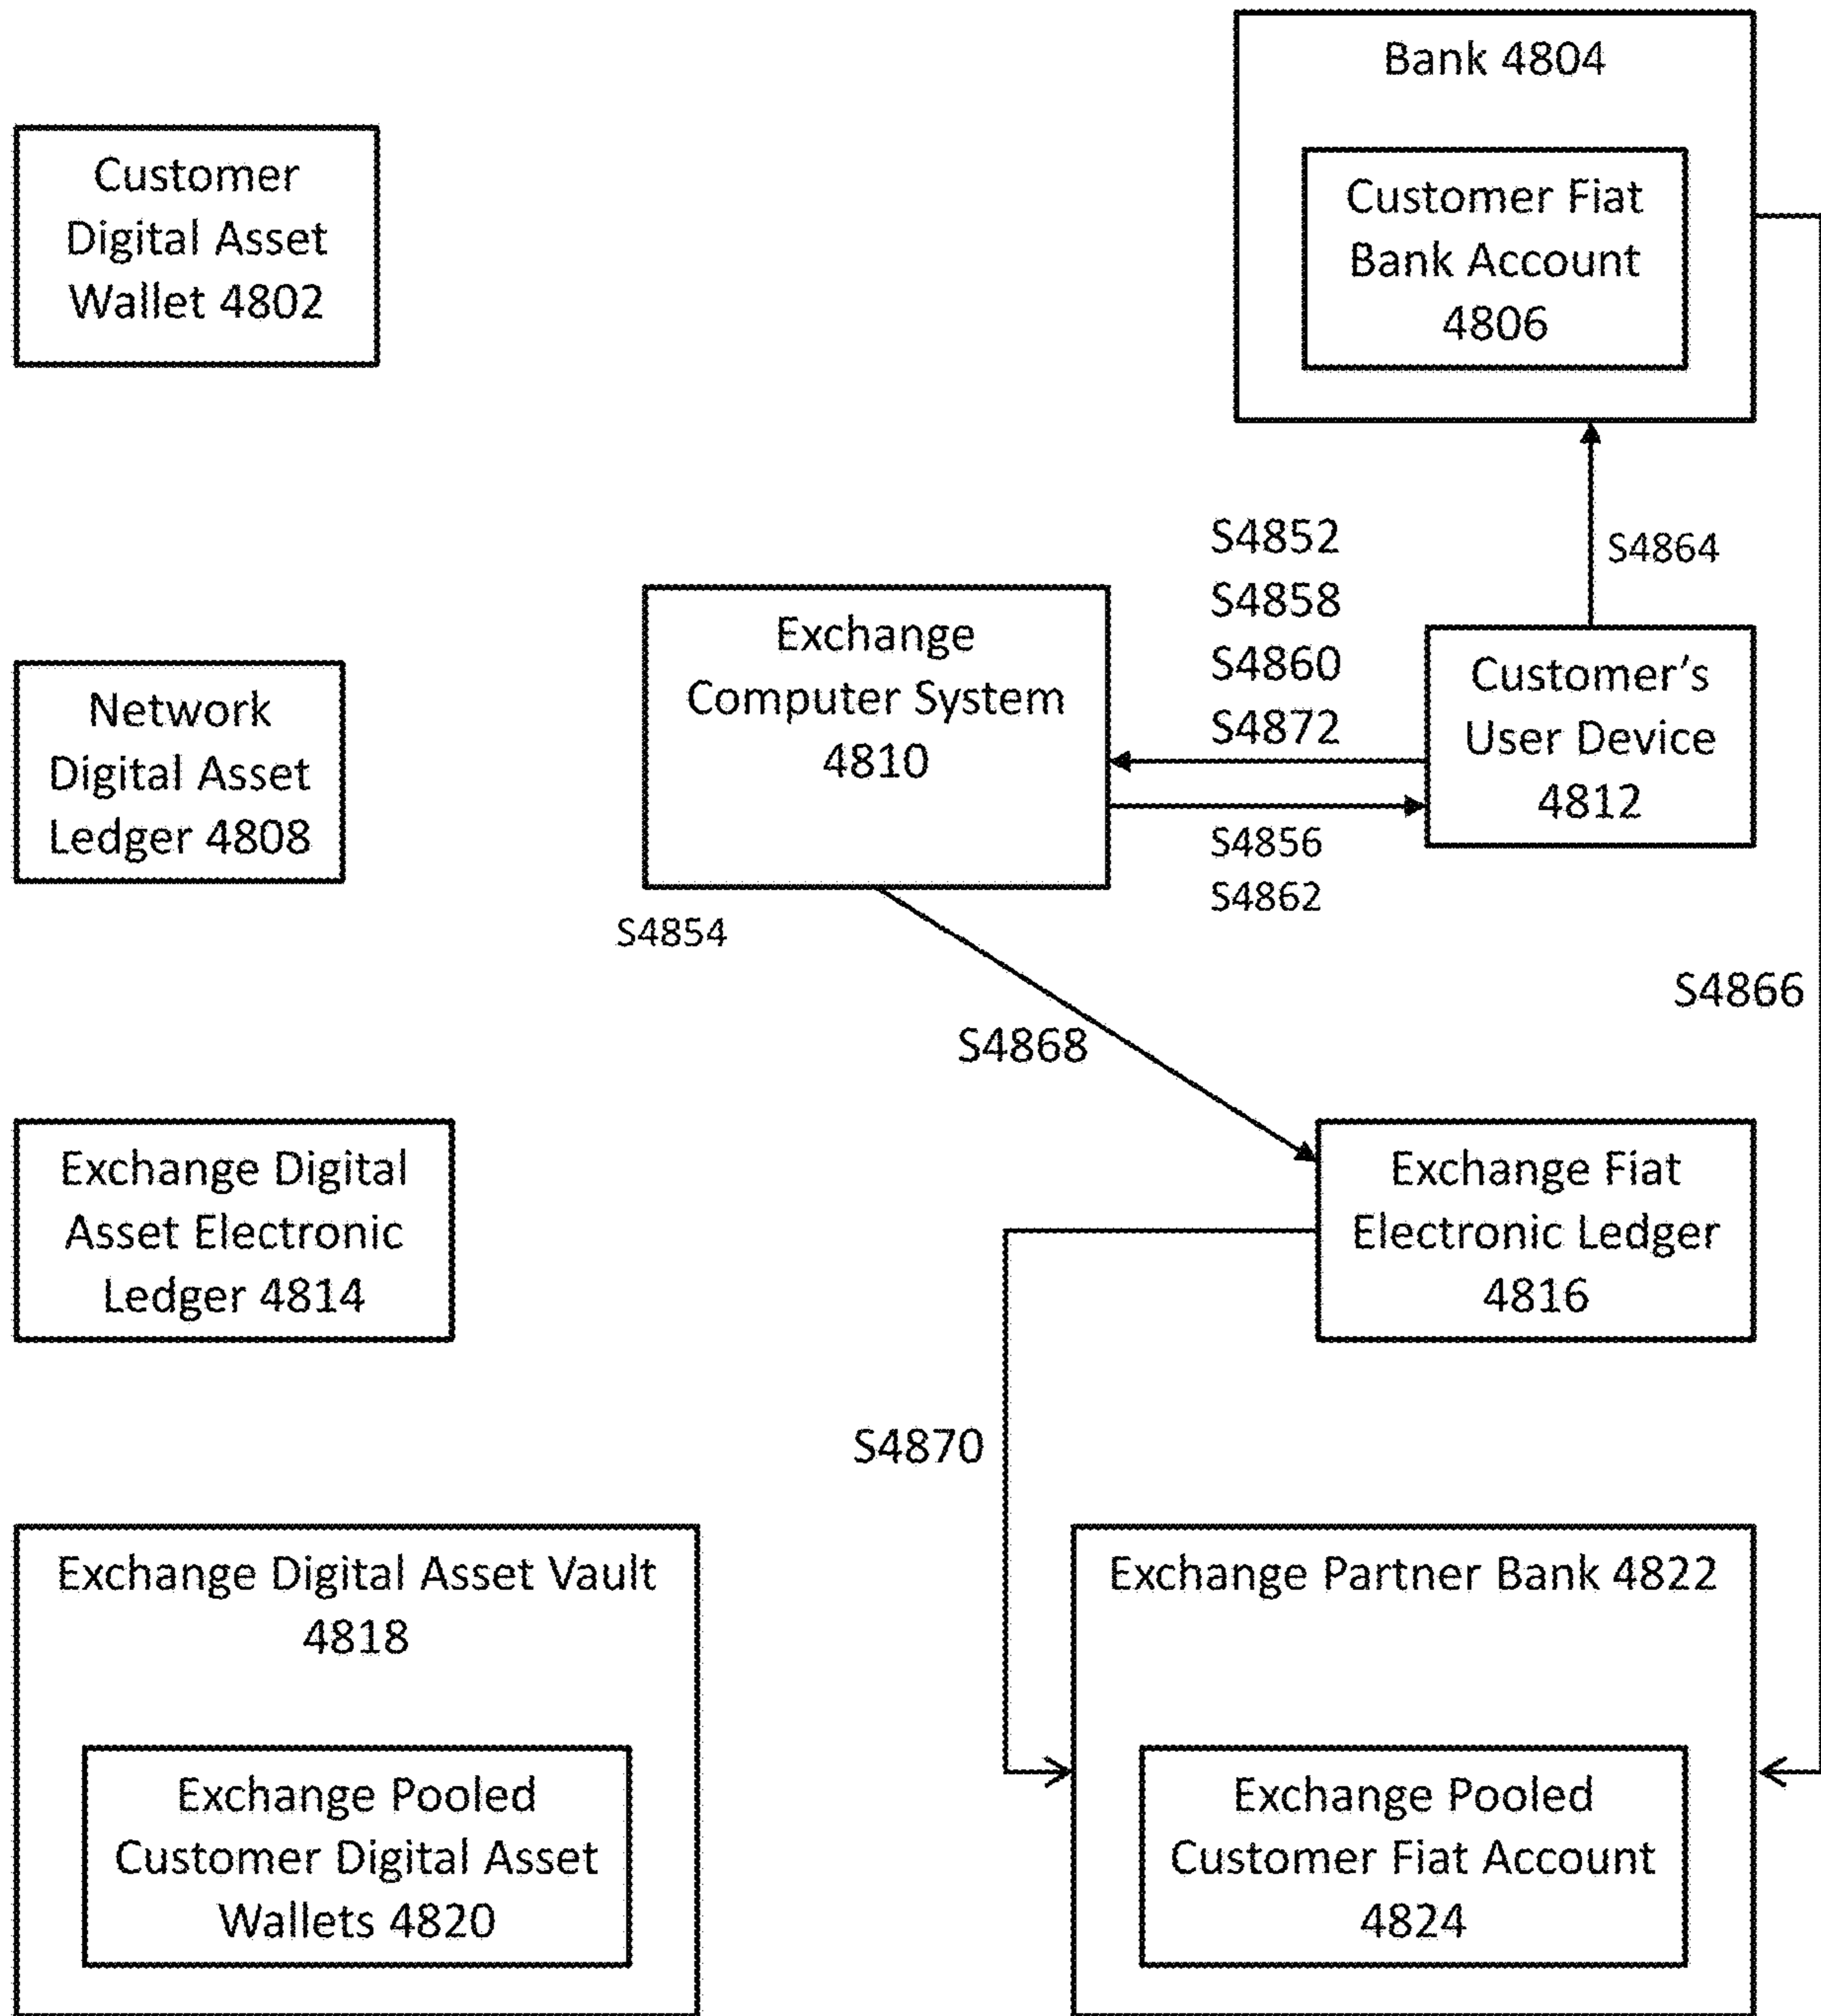 Bank 4804
Customer
Digital Asset
Wallet 4802
Customer Fiat
Bank Account
4806
S4852
S4858
S4860
S4872
S4864
Exchange
Computer System
4810
Customer's
User Device
4812
Network
Digital Asset
Ledger 4808
S4856
S4862
S4854
S4866
S4868
Exchange Digital
Asset Electronic
Ledger 4814
Exchange Fiat
Electronic Ledger
4816
S4870
Exchange Digital Asset Vault
4818
Exchange Partner Bank 4822
Exchange Pooled
Customer Digital Asset
Wallets 4820
Exchange Pooled
Customer Fiat Account
4824